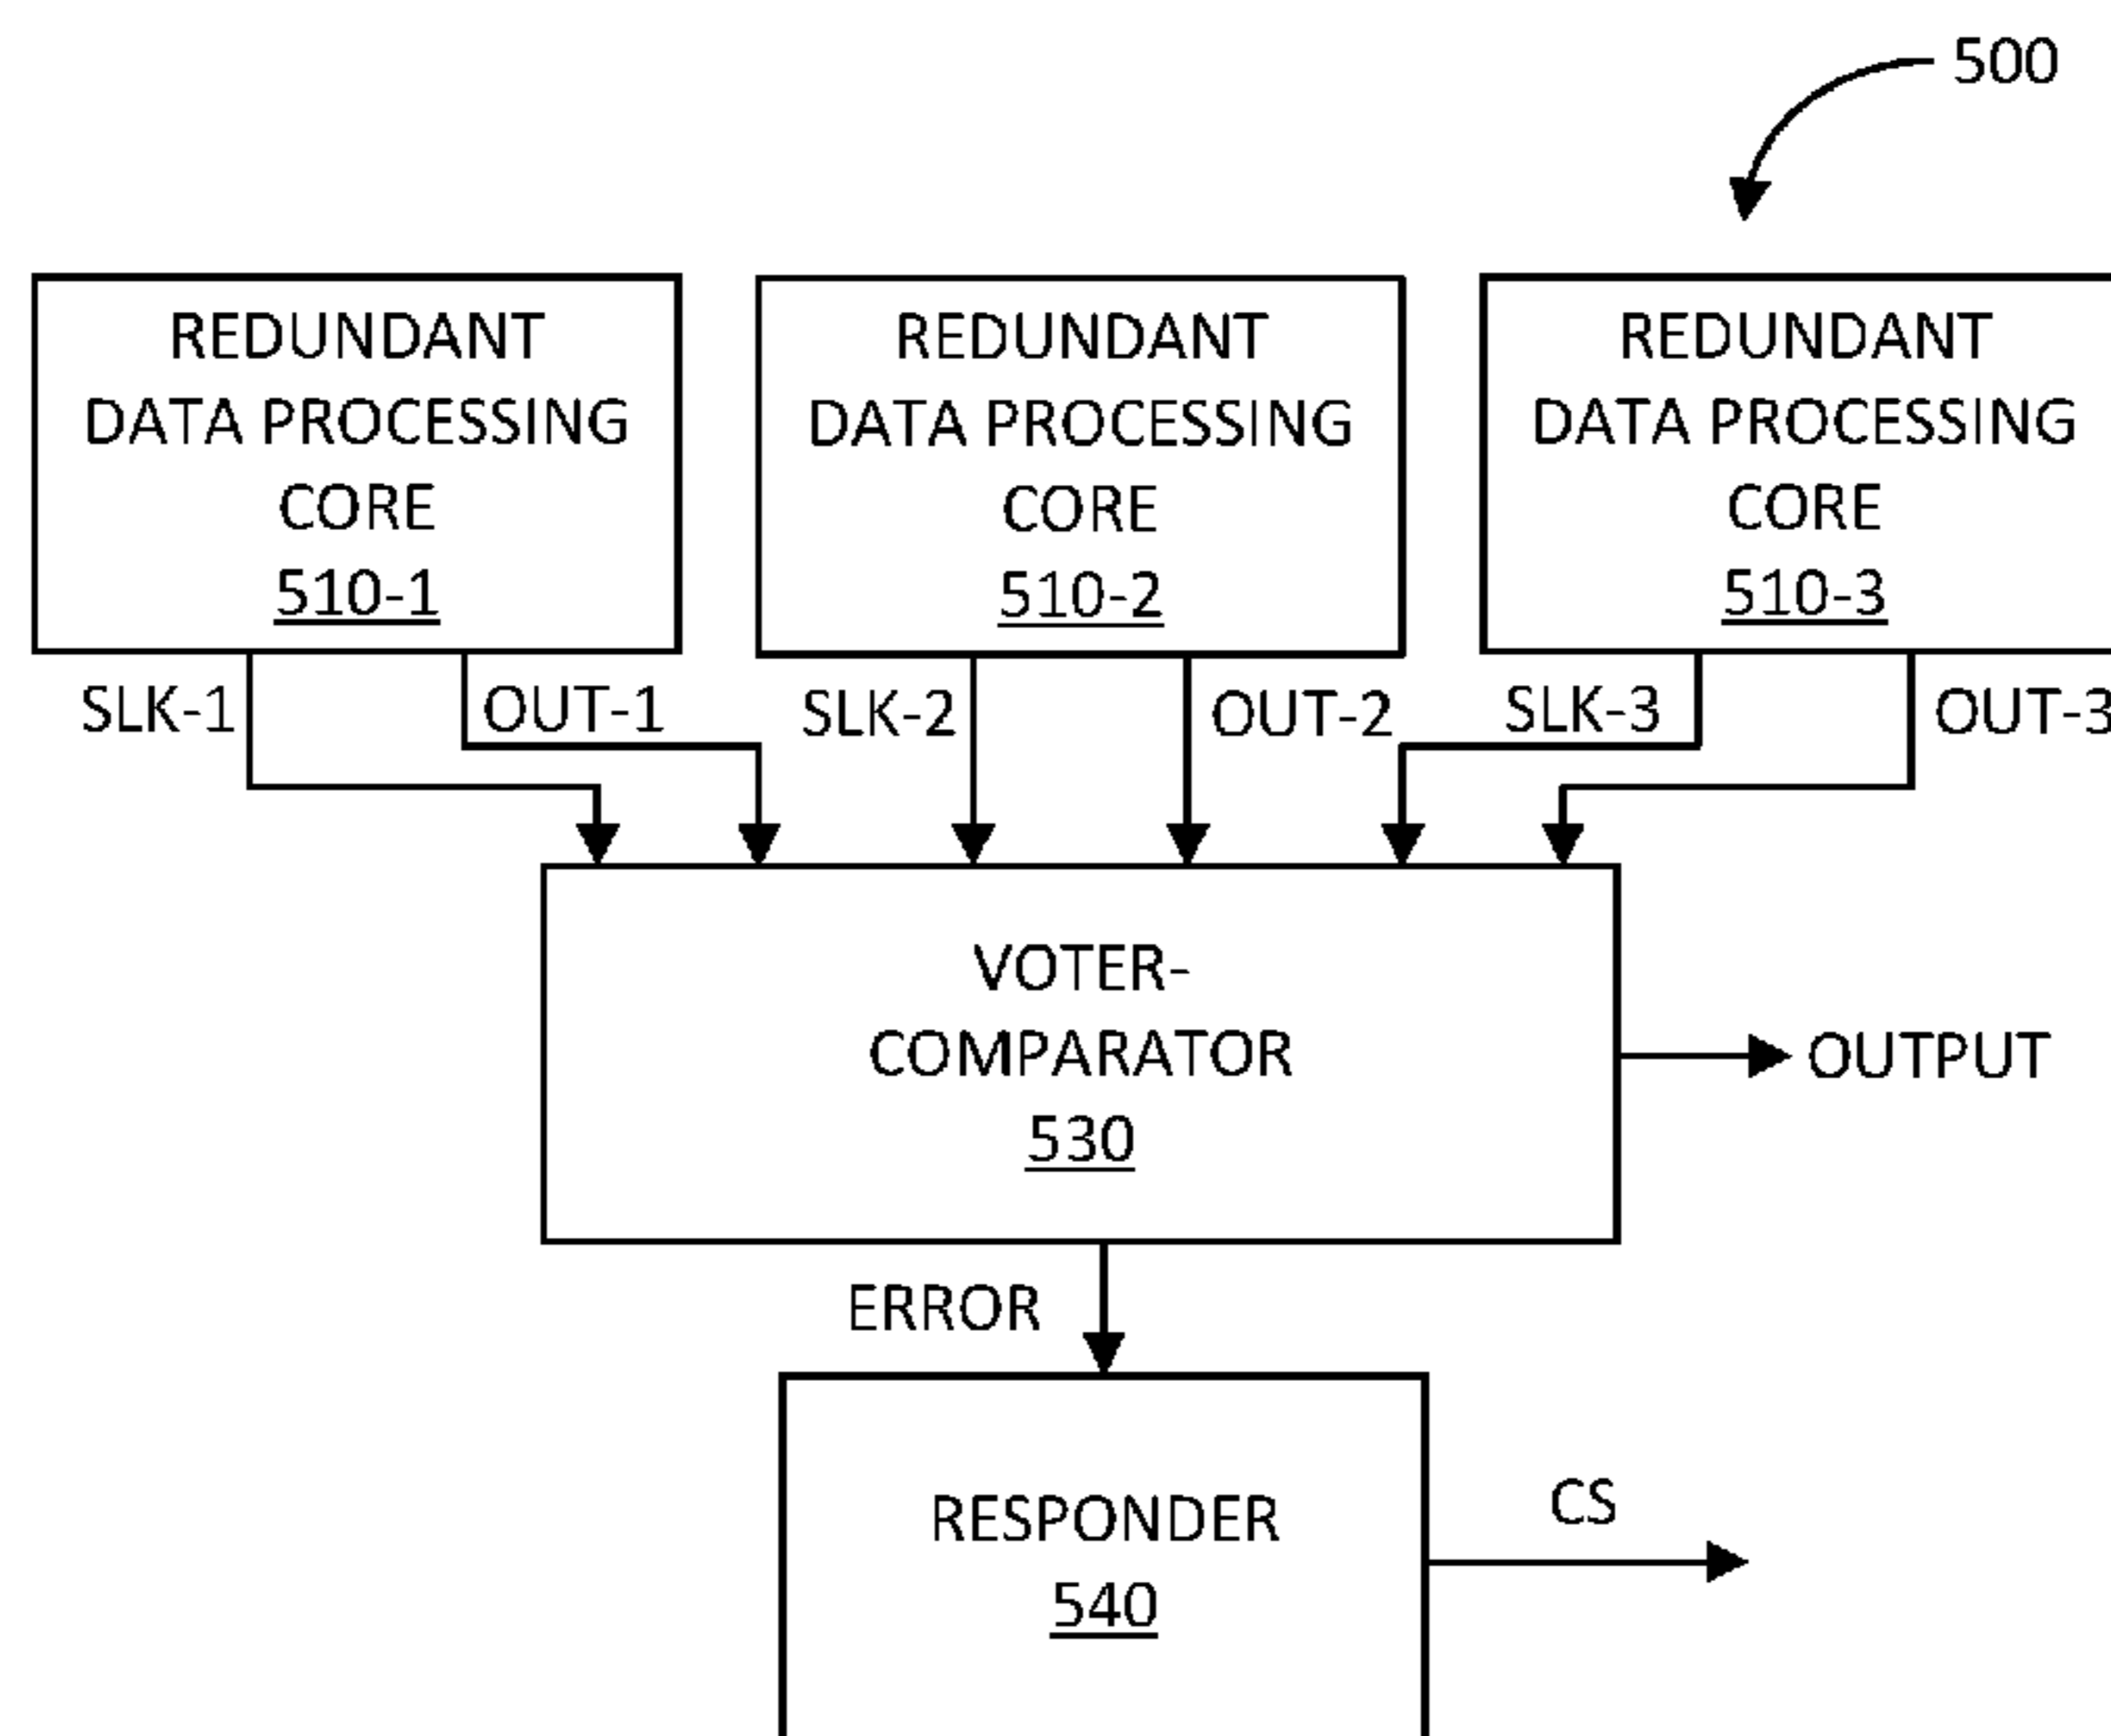 500
REDUNDANT
DATA PROCESSING
CORE
510-1
REDUNDANT
DATA PROCESSING
CORE
510-2
REDUNDANT
DATA PROCESSING
CORE
510-3
SLK-1
OUT-1
SLK-2
OUT-2
SLK-3
OUT-3
VOTER-
COMPARATOR
530
OUTPUT
ERROR
RESPONDER
540
CS